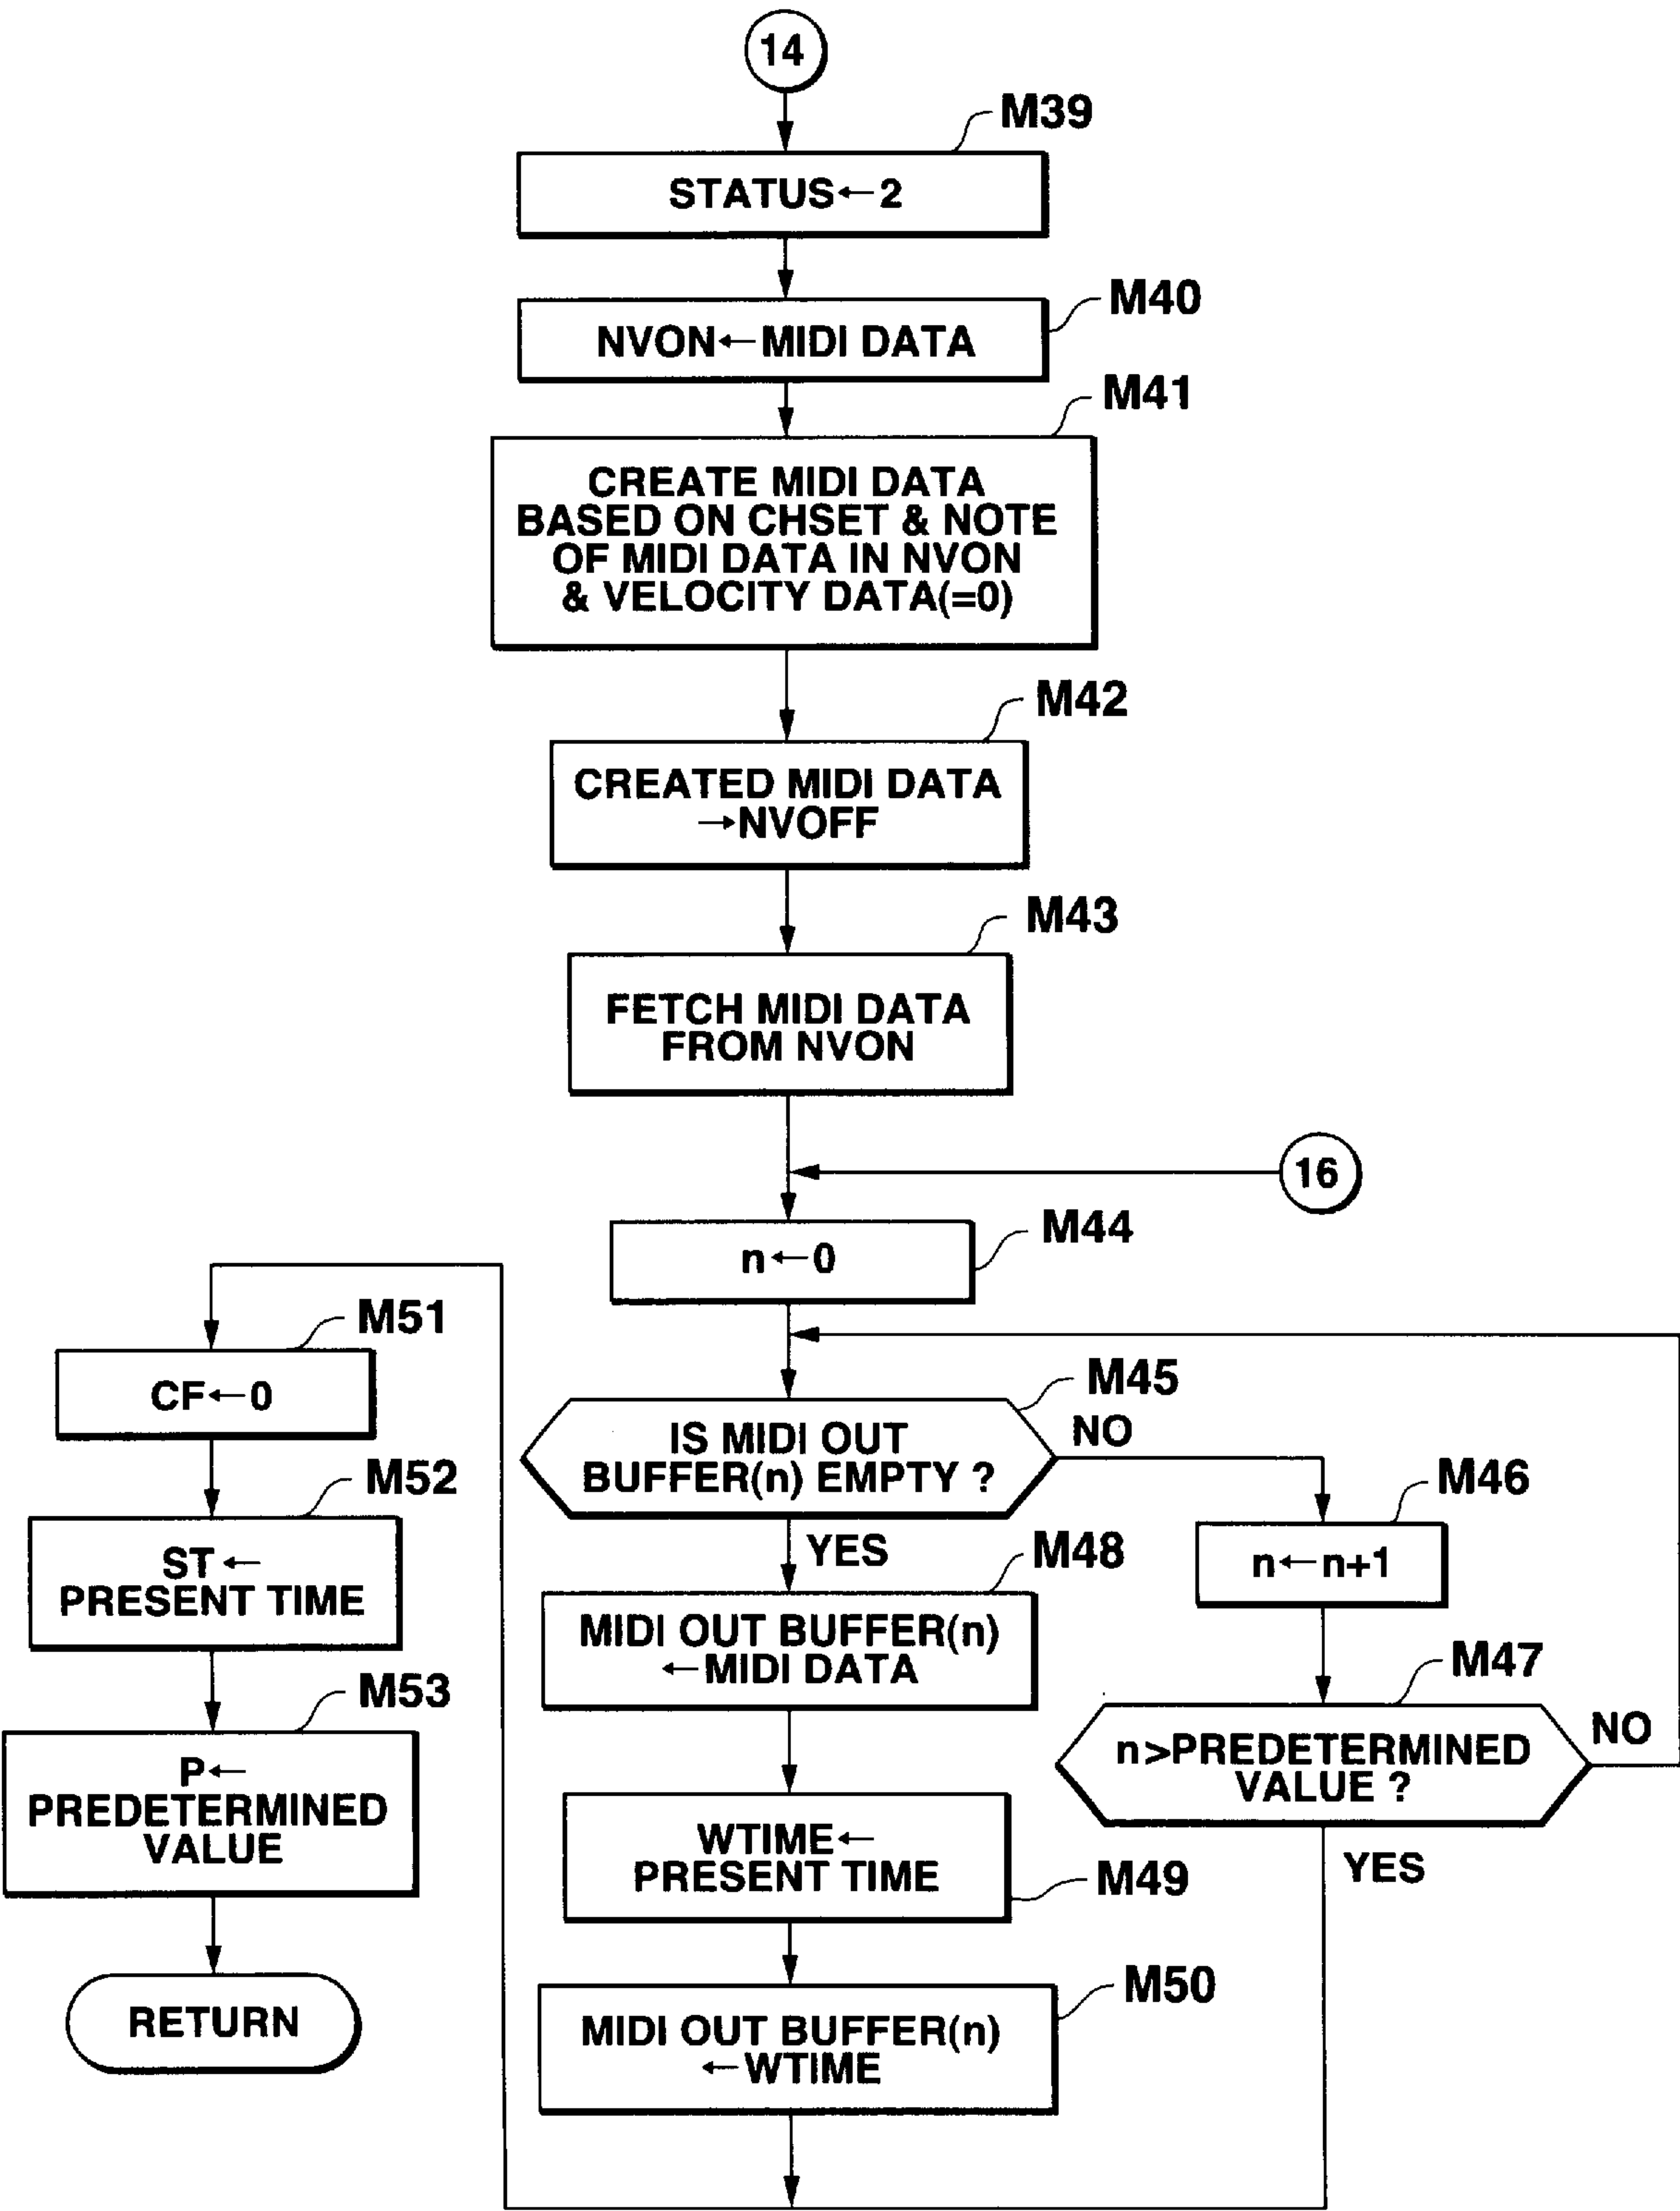 14
M39
STATUS←2
M40
NVON←MIDI DATA
M41
CREATE MIDI DATA
BASED ON CHSET & NOTE
OF MIDI DATA IN NVON
& VELOCITY DATA(=0)
M42
CREATED MIDI DATA
→NVOFF
M43
FETCH MIDI DATA
FROM NVON
16
M44
n←0
M45
IS MIDI OUT
BUFFER(n) EMPTY ?
NO
YES
M46
n←n+1
M47
n>PREDETERMINED
VALUE ?
NO
YES
M48
MIDI OUT BUFFER(n)
←MIDI DATA
M49
WTIME←
PRESENT TIME
M50
MIDI OUT BUFFER(n)
←WTIME
M51
CF←0
M52
ST←
PRESENT TIME
M53
P←
PREDETERMINED
VALUE
RETURN